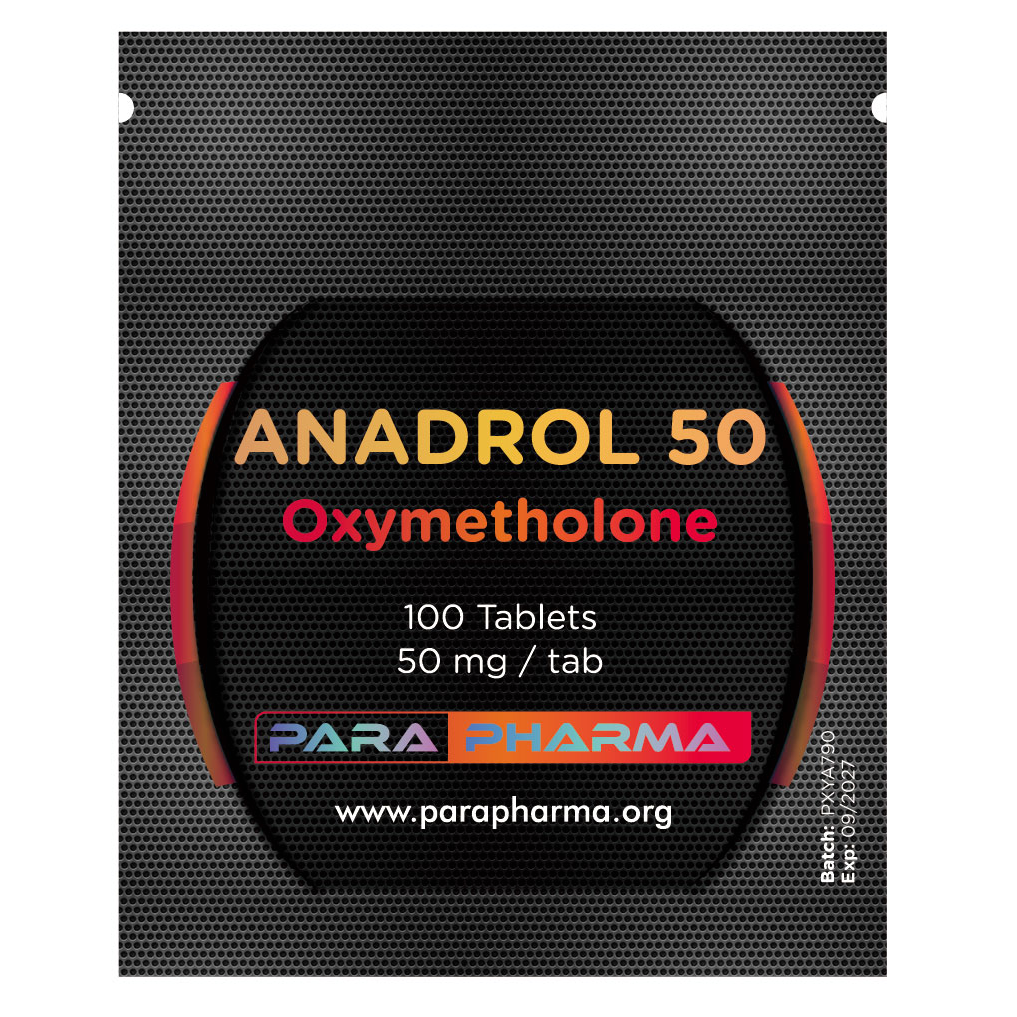 ANADROL 50
Oxymetholone
100 Tablets
50 mg / tab
PARA PHARMA
www.parapharma.org
Batch: PXYA790
Exp: 09/2027